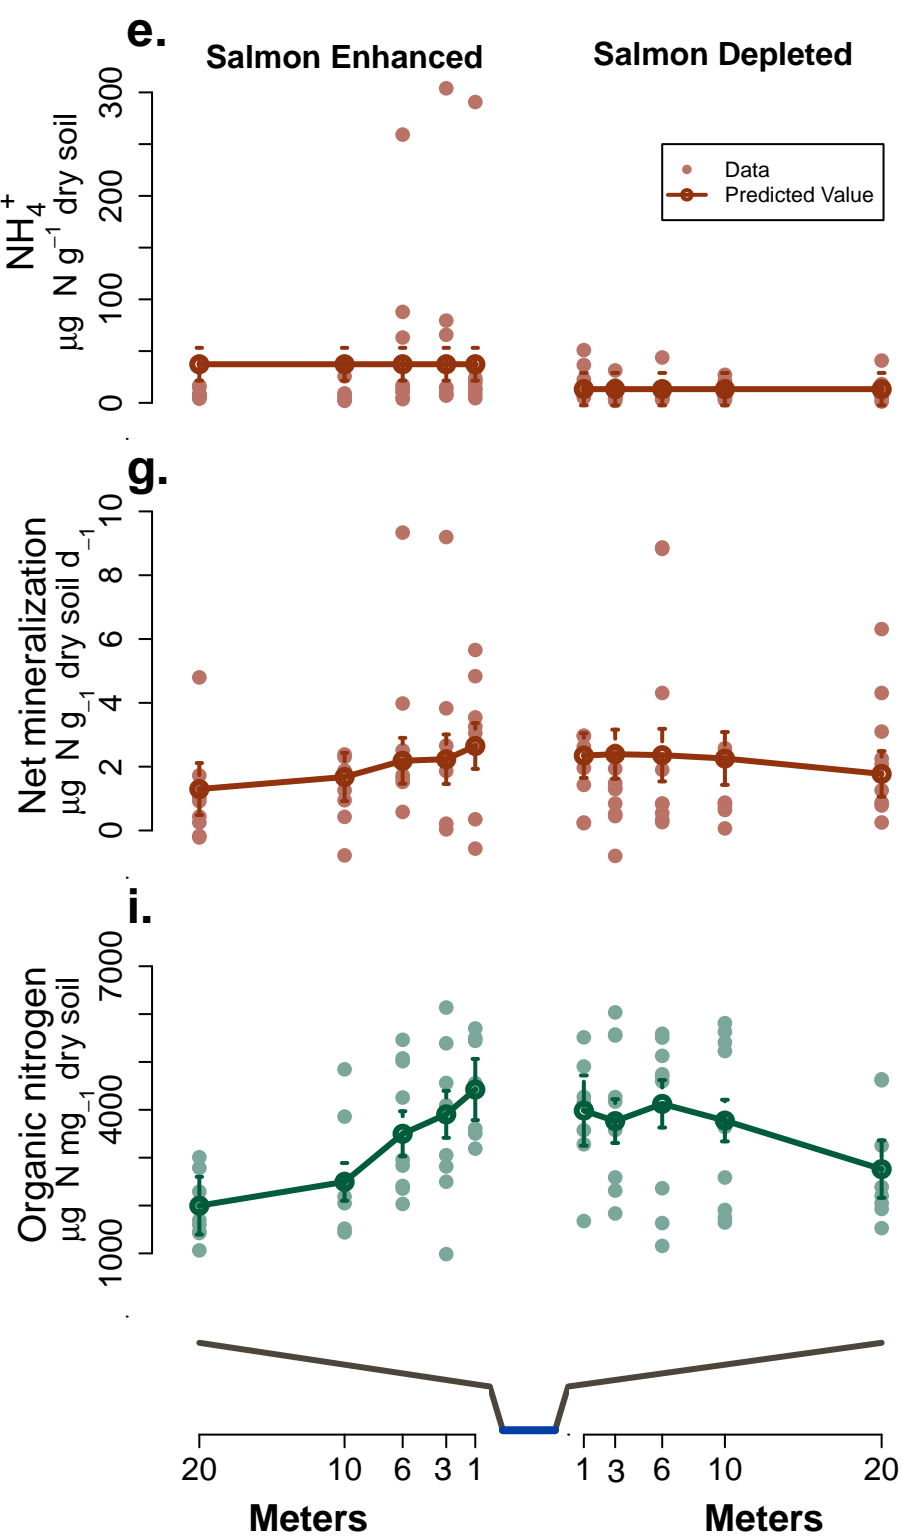 e.
Salmon Enhanced
Salmon Depleted
NH₄⁺
µg N g⁻¹ dry soil
300
200
100
0
Data
Predicted Value
g.
Net mineralization
µg N g₋₁ dry soil d₋₁
10
8
6
4
2
0
i.
Organic nitrogen
µg N mg₋₁ dry soil
7000
4000
1000
20 10 6 3 1 1 3 6 10 20
Meters Meters